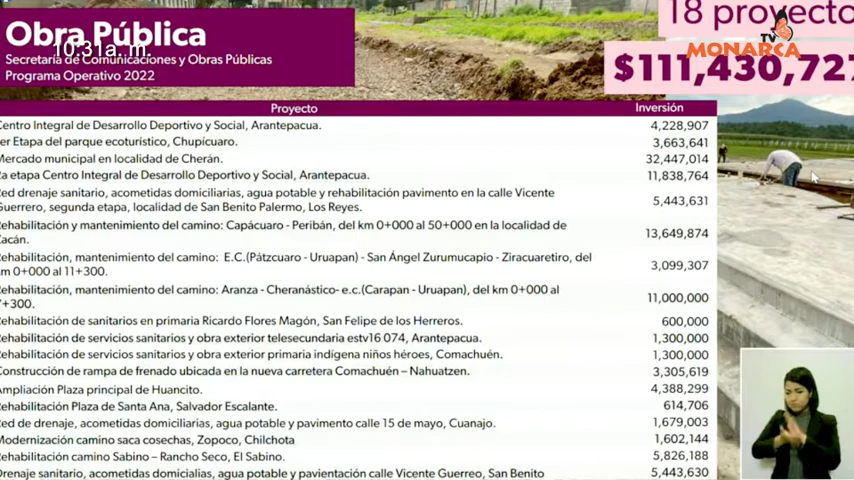 Obra Pública
10:31a. m.
Secretaría de Comunicaciones y Obras Públicas
Programa Operativo 2022
18 proyecto
TV
MONARCA
$111,430,727
Proyecto Inversión
Centro Integral de Desarrollo Deportivo y Social, Arantepacua. 4,228,907
er Etapa del parque ecoturístico, Chupícuaro. 3,663,641
Mercado municipal en localidad de Cherán. 32,447,014
a etapa Centro Integral de Desarrollo Deportivo y Social, Arantepacua. 11,838,764
Red drenaje sanitario, acometidas domiciliarias, agua potable y rehabilitación pavimento en la calle Vicente
Guerrero, segunda etapa, localidad de San Benito Palermo, Los Reyes. 5,443,631
Rehabilitación y mantenimiento del camino: Capácuaro - Peribán, del km 0+000 al 50+000 en la localidad de
Zacán. 13,649,874
Rehabilitación, mantenimiento del camino: E.C.(Pátzcuaro - Uruapan) - San Ángel Zurumucapio - Ziracuaretiro, del
km 0+000 al 11+300. 3,099,307
Rehabilitación, mantenimiento del camino: Aranza - Cheranástico- e.c.(Carapan - Uruapan), del km 0+000 al
7+300. 11,000,000
Rehabilitación de sanitarios en primaria Ricardo Flores Magón, San Felipe de los Herreros. 600,000
Rehabilitación de servicios sanitarios y obra exterior telesecundaria estv16 074, Arantepacua. 1,300,000
Rehabilitación de servicios sanitarios y obra exterior primaria indígena niños héroes, Comachuén. 1,300,000
Construcción de rampa de frenado ubicada en la nueva carretera Comachuén – Nahuatzen. 3,305,619
Ampliación Plaza principal de Huancito. 4,388,299
Rehabilitación Plaza de Santa Ana, Salvador Escalante. 614,706
Red de drenaje, acometidas domiciliarias, agua potable y pavimento calle 15 de mayo, Cuanajo. 1,679,003
Modernización camino saca cosechas, Zopoco, Chilchota 1,602,144
Rehabilitación camino Sabino – Rancho Seco, El Sabino. 5,826,188
Drenaje sanitario, acometidas domicialias, agua potable y pavientación calle Vicente Guerreo, San Benito 5,443,630